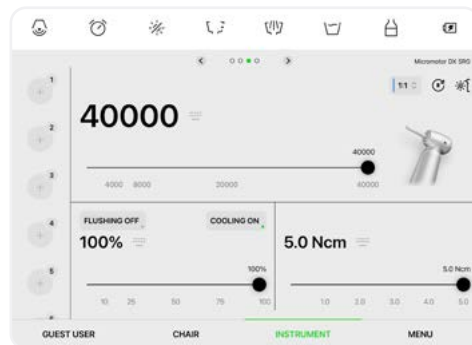 Micromotor DX SRG
1
1:1
2
40000
40000
3
4000 8000 20000 40000
4
FLUSHING OFF COOLING ON
100% 5.0 Ncm
5
100% 5.0 Ncm
10 25 50 75 100 1.0 2.0 3.0 4.0 5.0
GUEST USER CHAIR INSTRUMENT MENU